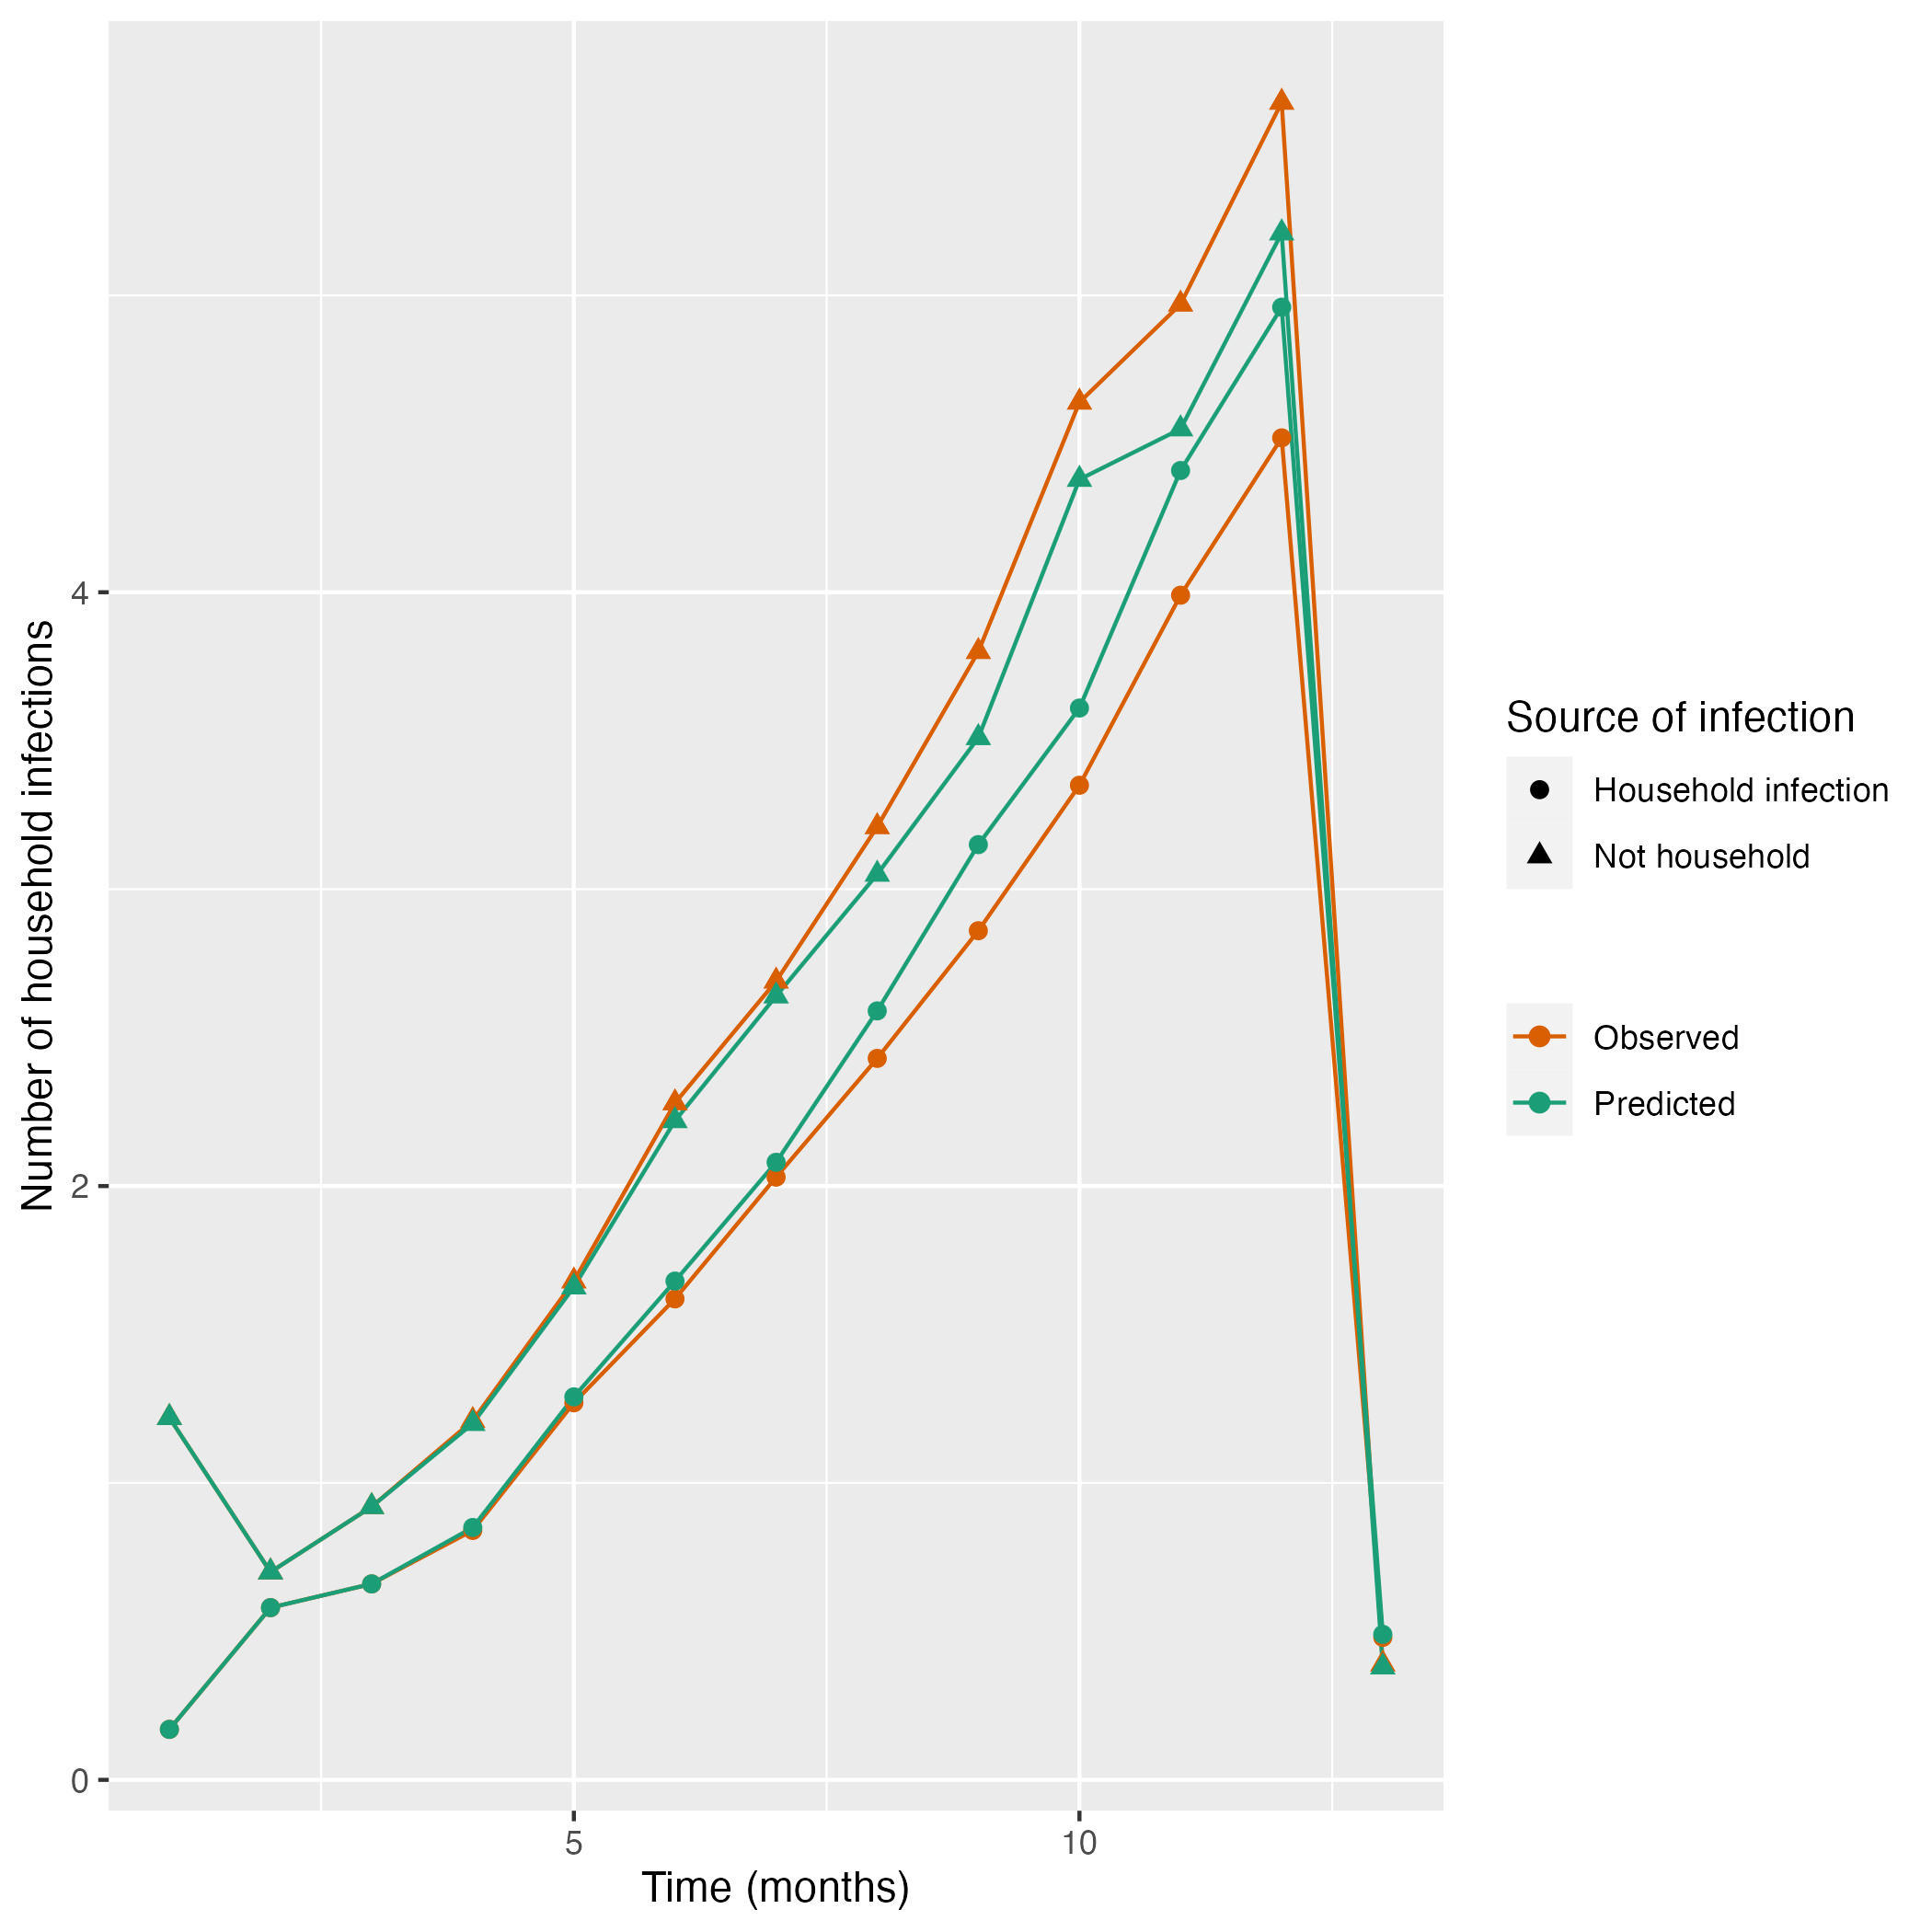 Number of household infections
4
2
0
5
10
Time (months)
Source of infection
Household infection
Not household
Observed
Predicted